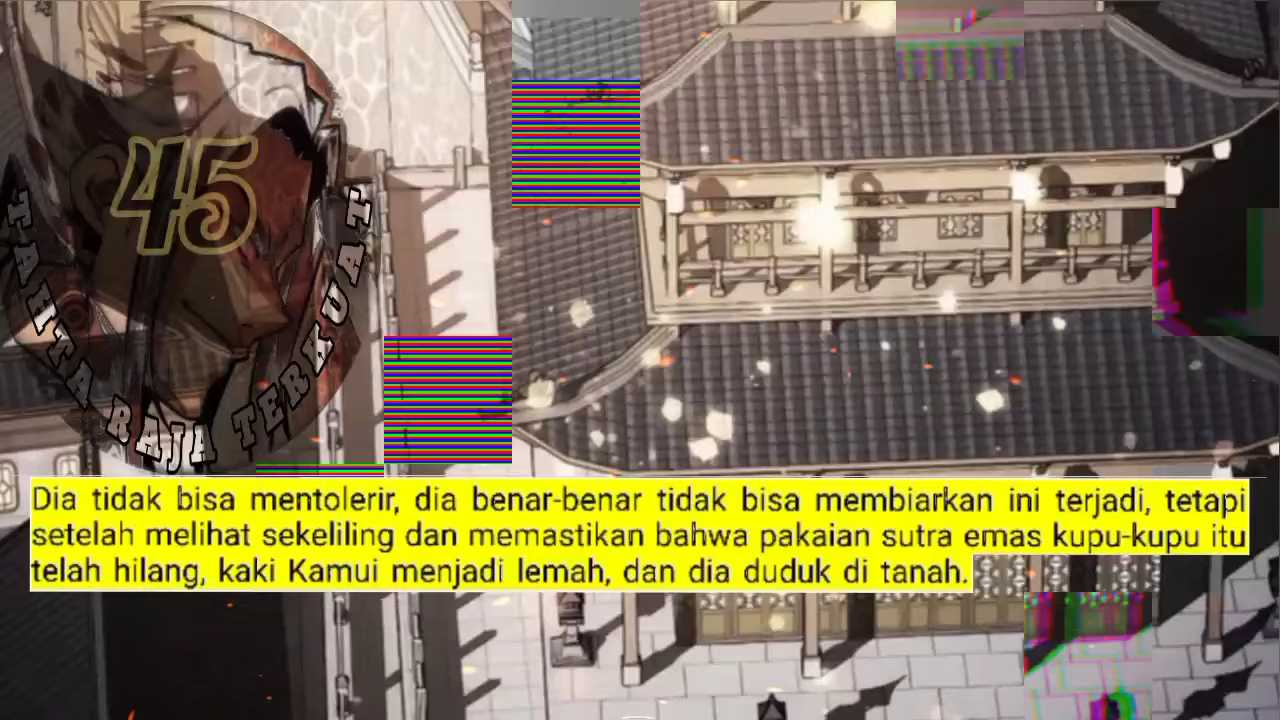 45
TAHTA RAJA TERKUAT
Dia tidak bisa mentolerir, dia benar-benar tidak bisa membiarkan ini terjadi, tetapi
setelah melihat sekeliling dan memastikan bahwa pakaian sutra emas kupu-kupu itu
telah hilang, kaki Kamui menjadi lemah, dan dia duduk di tanah.